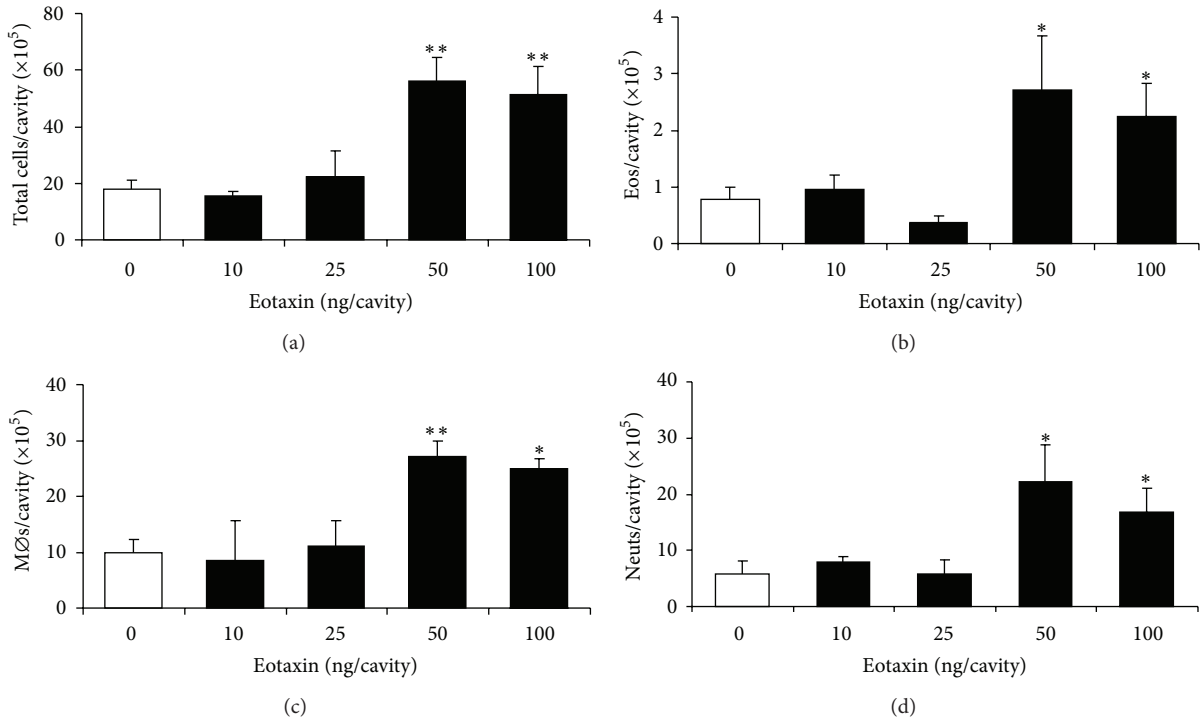 80
60
40
20
0
Total cells/cavity (×10⁵)
**
**
0 10 25 50 100
Eotaxin (ng/cavity)
(a)
4
3
2
1
0
Eos/cavity (×10⁵)
*
*
0 10 25 50 100
Eotaxin (ng/cavity)
(b)
40
30
20
10
0
MØs/cavity (×10⁵)
**
*
0 10 25 50 100
Eotaxin (ng/cavity)
(c)
40
30
20
10
0
Neuts/cavity (×10⁵)
*
*
0 10 25 50 100
Eotaxin (ng/cavity)
(d)